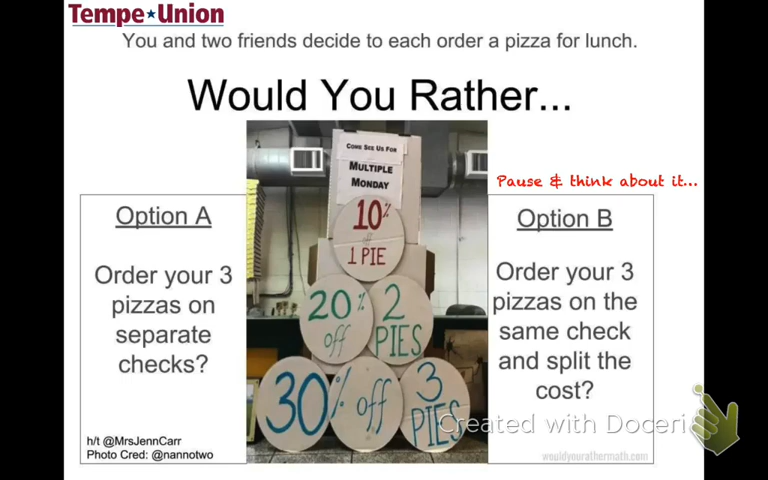 Tempe Union
You and two friends decide to each order a pizza for lunch.
Would You Rather...
Pause & think about it...
Option A
Order your 3
pizzas on
separate
checks?
h/t @MrsJennCarr
Photo Cred: @nannotwo
COME SEE US FOR
MULTIPLE
MONDAY
10%
off
1 PIE
20% off
2 PIES
30% off
3 PIES
Option B
Order your 3
pizzas on the
same check
and split the
cost?
Created with Doceri
wouldyourathermath.com